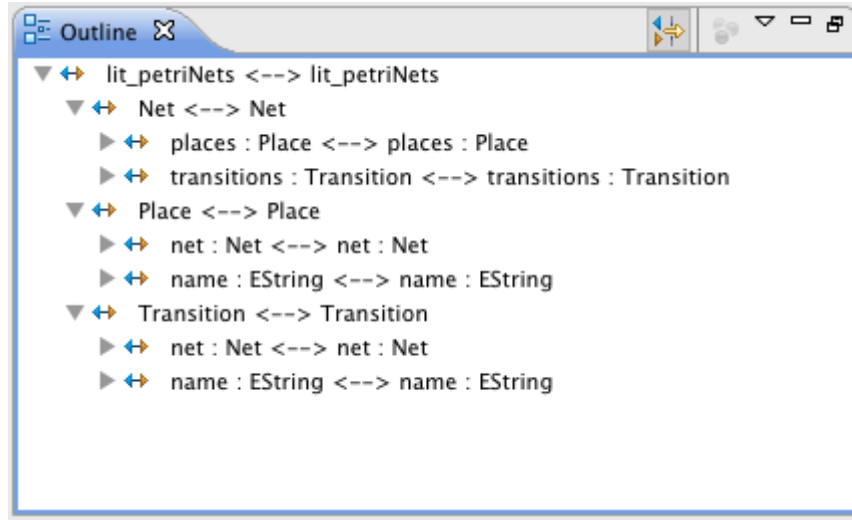 Outline
lit_petriNets <--> lit_petriNets
Net <--> Net
places : Place <--> places : Place
transitions : Transition <--> transitions : Transition
Place <--> Place
net : Net <--> net : Net
name : EString <--> name : EString
Transition <--> Transition
net : Net <--> net : Net
name : EString <--> name : EString